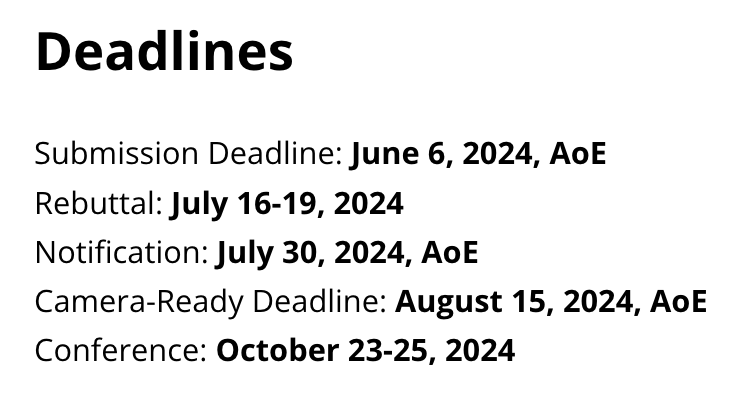 Deadlines
Submission Deadline: June 6, 2024, AoE
Rebuttal: July 16-19, 2024
Notification: July 30, 2024, AoE
Camera-Ready Deadline: August 15, 2024, AoE
Conference: October 23-25, 2024